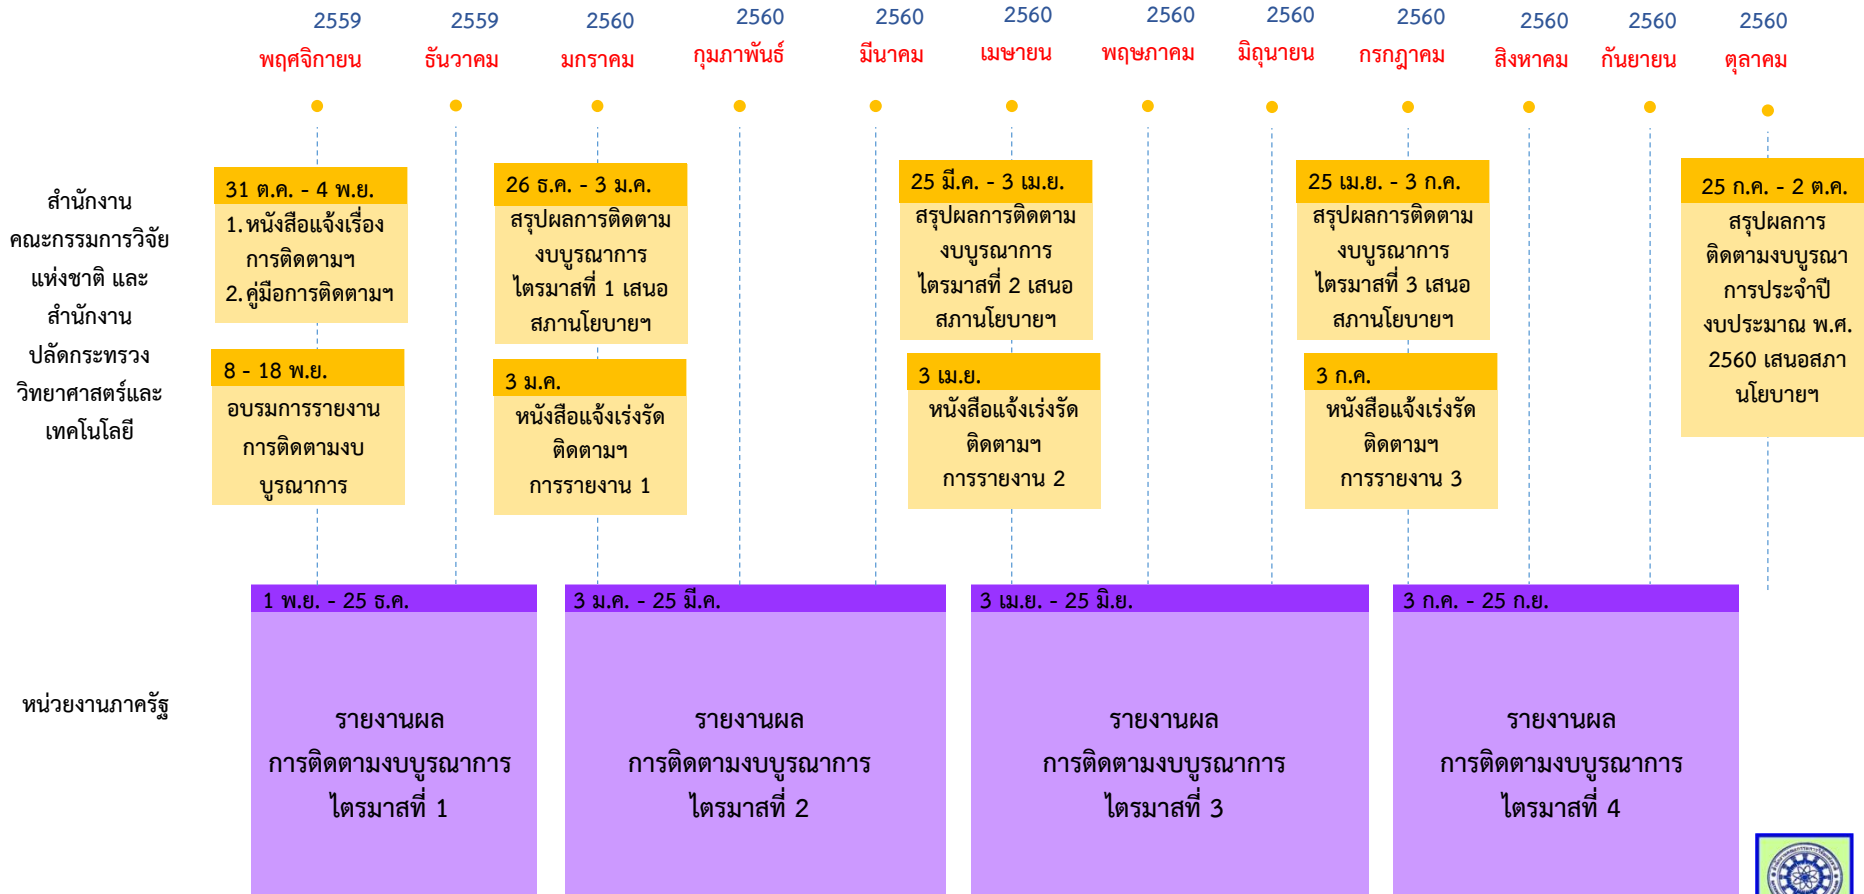 2559 2559 2560 2560 2560 2560 2560 2560 2560 2560 2560 2560
พฤศจิกายน ธันวาคม มกราคม กุมภาพันธ์ มีนาคม เมษายน พฤษภาคม มิถุนายน กรกฎาคม สิงหาคม กันยายน ตุลาคม
สำนักงาน
คณะกรรมการวิจัย
แห่งชาติ และ
สำนักงาน
ปลัดกระทรวง
วิทยาศาสตร์และ
เทคโนโลยี
31 ต.ค. - 4 พ.ย.
1. หนังสือแจ้งเรื่อง
การติดตามฯ
2. คู่มือการติดตามฯ
8 - 18 พ.ย.
อบรมการรายงาน
การติดตามงบ
บูรณาการ
26 ธ.ค. - 3 ม.ค.
สรุปผลการติดตาม
งบบูรณาการ
ไตรมาสที่ 1 เสนอ
สภานโยบายฯ
3 ม.ค.
หนังสือแจ้งเร่งรัด
ติดตามฯ
การรายงาน 1
25 มี.ค. - 3 เม.ย.
สรุปผลการติดตาม
งบบูรณาการ
ไตรมาสที่ 2 เสนอ
สภานโยบายฯ
3 เม.ย.
หนังสือแจ้งเร่งรัด
ติดตามฯ
การรายงาน 2
25 เม.ย. - 3 ก.ค.
สรุปผลการติดตาม
งบบูรณาการ
ไตรมาสที่ 3 เสนอ
สภานโยบายฯ
3 ก.ค.
หนังสือแจ้งเร่งรัด
ติดตามฯ
การรายงาน 3
25 ก.ค. - 2 ต.ค.
สรุปผลการ
ติดตามงบบูรณา
การประจำปี
งบประมาณ พ.ศ.
2560 เสนอสภา
นโยบายฯ
หน่วยงานภาครัฐ
1 พ.ย. - 25 ธ.ค.
รายงานผล
การติดตามงบบูรณาการ
ไตรมาสที่ 1
3 ม.ค. - 25 มี.ค.
รายงานผล
การติดตามงบบูรณาการ
ไตรมาสที่ 2
3 เม.ย. - 25 มิ.ย.
รายงานผล
การติดตามงบบูรณาการ
ไตรมาสที่ 3
3 ก.ค. - 25 ก.ย.
รายงานผล
การติดตามงบบูรณาการ
ไตรมาสที่ 4